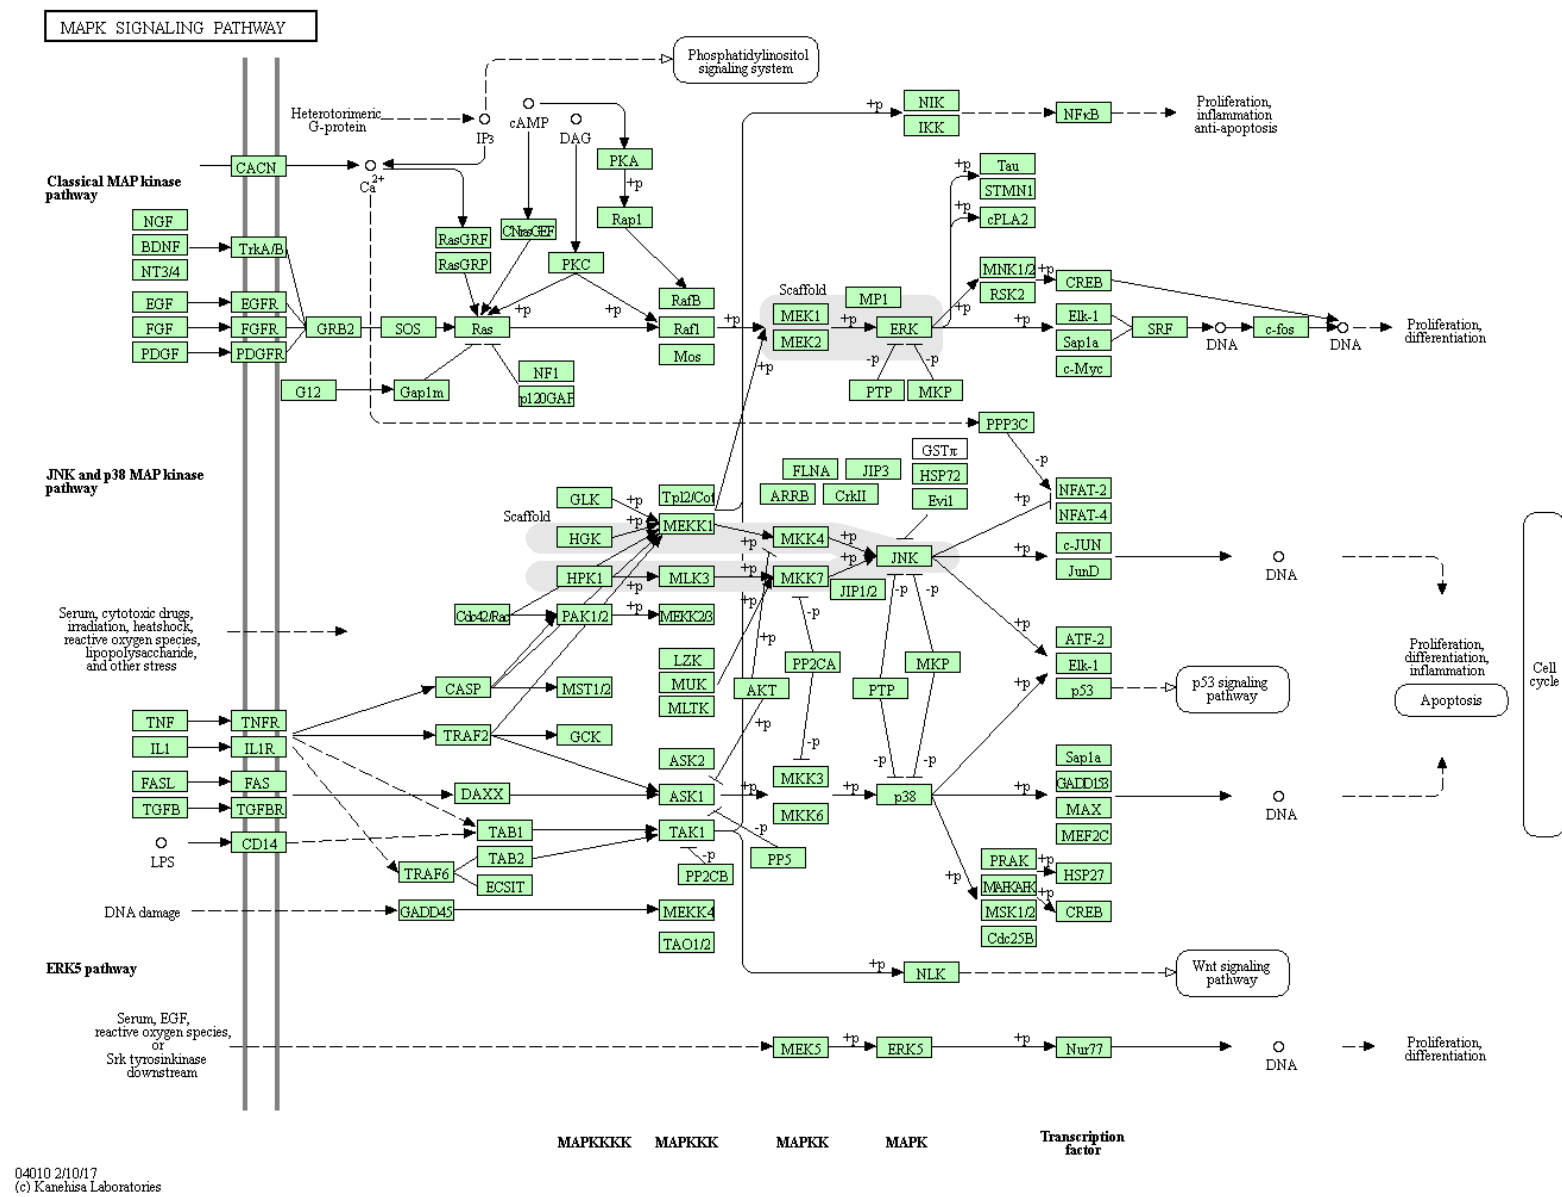 MAPK SIGNALING PATHWAY
Phosphatidylinositol
signaling system
Heterotorimeric
G-protein
IP3
cAMP
DAG
+p
NIK
IKK
NFκB
Proliferation,
inflammation
anti-apoptosis
CACN
Ca2+
PKA
+p
+p
Tau
STMN1
Classical MAP kinase
pathway
NGF
BDNF
NT3/4
TrkA/B
RasGRF
RasGRP
CNrasGEF
Rap1
PKC
+p
cPLA2
MNK1/2
RSK2
+p
CREB
EGF
EGFR
FGF
FGFR
PDGF
PDGFR
GRB2
SOS
Ras
+p
+p
RafB
Raf1
Mos
+p
Scaffold
MEK1
MEK2
MP1
+p
ERK
+p
+p
Elk-1
Sap1a
c-Myc
SRF
DNA
c-fos
DNA
Proliferation,
differentiation
G12
Gap1m
NF1
p120GAP
+p
-p
-p
PTP
MKP
PPP3C
-p
JNK and p38 MAP kinase
pathway
GSTπ
HSP72
Evi1
FLNA
JIP3
ARRB
CrkII
GLK
+p
Tpl2/Cot
NFAT-2
NFAT-4
+p
Scaffold
HGK
+p
MEKK1
+p
MKK4
+p
JNK
+p
c-JUN
JunD
DNA
HPK1
+p
MLK3
+p
MKK7
+p
JIP1/2
Cdc42/Rac
PAK1/2
+p
MEKK2/3
-p
-p
-p
+p
ATF-2
Elk-1
p53
Serum, cytotoxic drugs,
irradiation, heatshock,
reactive oxygen species,
lipopolysaccharide,
and other stress
LZK
MUK
MLTK
+p
AKT
PP2CA
MKP
PTP
+p
p53 signaling
pathway
Proliferation,
differentiation,
inflammation
Apoptosis
Cell
cycle
CASP
MST1/2
TNF
TNFR
IL1
IL1R
TRAF2
GCK
+p
-p
-p
-p
ASK2
FASL
FAS
TGFB
TGFBR
DAXX
ASK1
+p
MKK3
MKK6
+p
p38
+p
Sap1a
GADD153
MAX
MEF2C
DNA
LPS
CD14
TAB1
TAB2
ECSIT
TRAF6
TAK1
-p
-p
PP2CB
PP5
+p
PRAK
MAPKAPK
MSK1/2
Cdc25B
+p
+p
HSP27
CREB
DNA damage
GADD45
MEKK4
TAO1/2
ERK5 pathway
+p
NLK
Wnt signaling
pathway
Serum, EGF,
reactive oxygen species,
or
Srk tyrosinkinase
downstream
MEK5
+p
ERK5
+p
Nur77
DNA
Proliferation,
differentiation
MAPKKKK
MAPKKK
MAPKK
MAPK
Transcription
factor
04010 2/10/17
(c) Kanehisa Laboratories